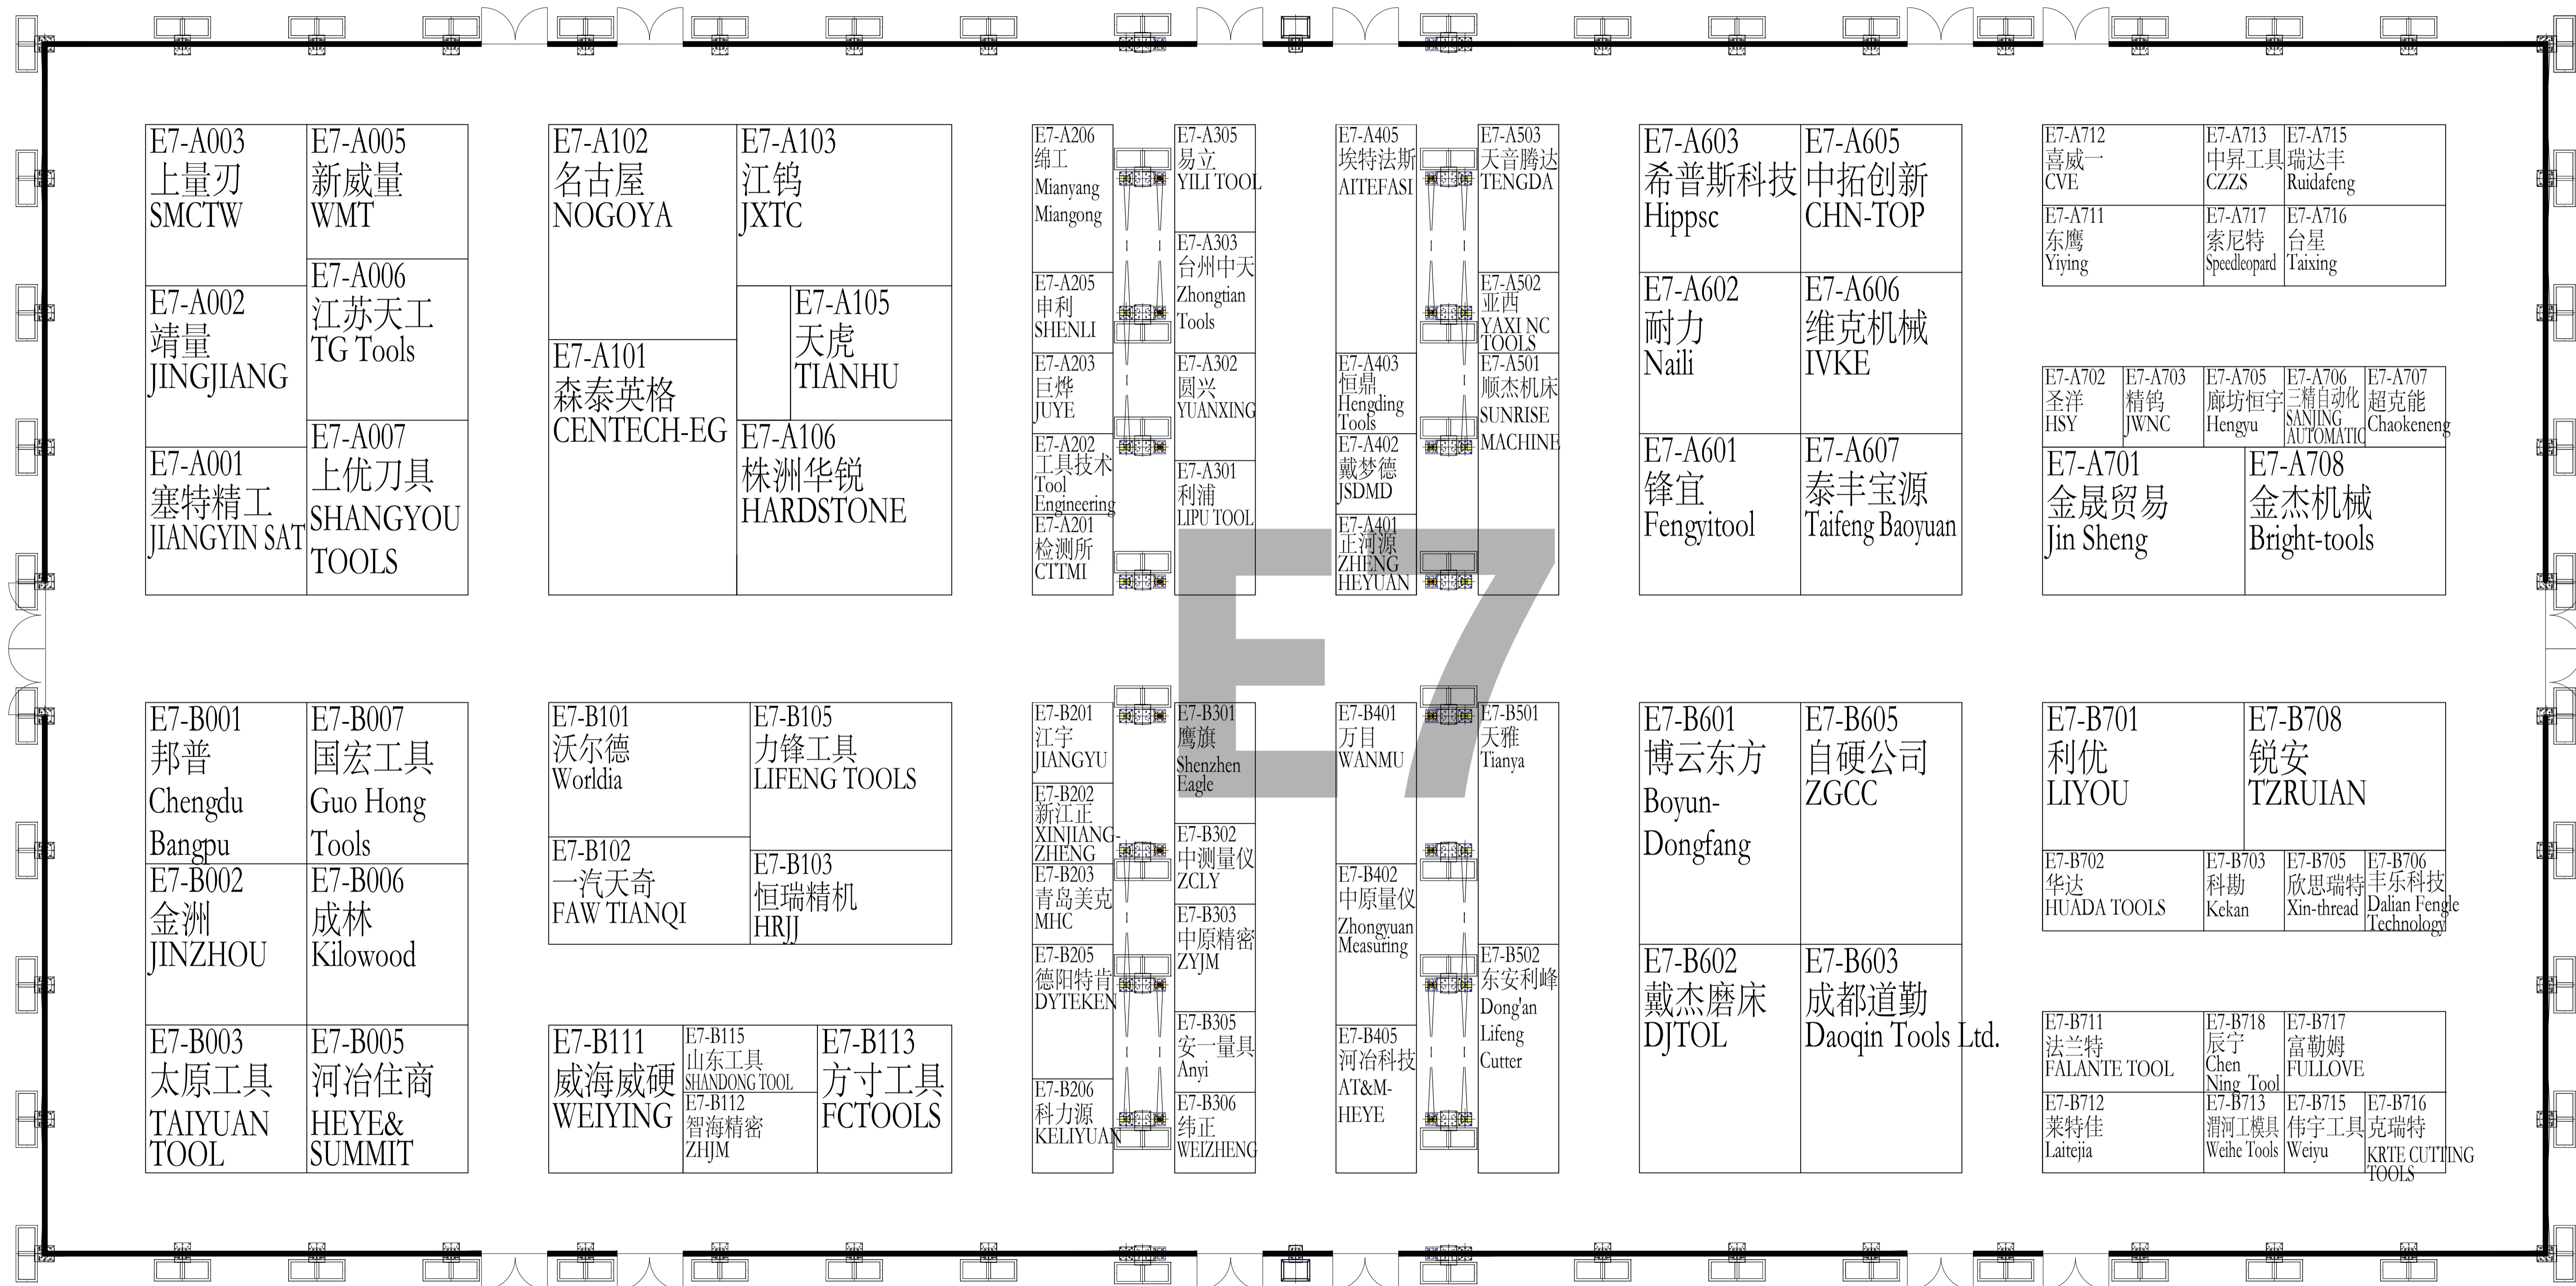 E7-A003
上量刃
SMCTW
E7-A005
新威量
WMT
E7-A002
靖量
JINGJIANG
E7-A006
江苏天工
TG Tools
E7-A001
塞特精工
JIANGYIN SAT
E7-A007
上优刀具
SHANGYOU
TOOLS
E7-A102
名古屋
NOGOYA
E7-A103
江钨
JXTC
E7-A105
天虎
TIANHU
E7-A101
森泰英格
CENTECH-EG
E7-A106
株洲华锐
HARDSTONE
E7-A206
绵工
Mianyang
Miangong
E7-A205
申利
SHENLI
E7-A203
巨烨
JUYE
E7-A202
工具技术
Tool
Engineering
E7-A201
检测所
CTTMI
E7-A305
易立
YILI TOOL
E7-A303
台州中天
Zhongtian
Tools
E7-A302
圆兴
YUANXING
E7-A301
利浦
LIPU TOOL
E7-A405
埃特法斯
AITEFASI
E7-A403
恒鼎
Hengding
Tools
E7-A402
戴梦德
JSDMD
E7-A401
正河源
ZHENG
HEYUAN
E7-A503
天音腾达
TENGDA
E7-A502
亚西
YAXI NC
TOOLS
E7-A501
顺杰机床
SUNRISE
MACHINE
E7-A603
希普斯科技
Hippsc
E7-A605
中拓创新
CHN-TOP
E7-A602
耐力
Naili
E7-A606
维克机械
IVKE
E7-A601
锋宜
Fengyitool
E7-A607
泰丰宝源
Taifeng Baoyuan
E7-A712
喜威一
CVE
E7-A713
中昇工具
CZZS
E7-A715
瑞达丰
Ruidafeng
E7-A711
东鹰
Yiying
E7-A717
索尼特
Speedleopard
E7-A716
台星
Taixing
E7-A702
圣洋
HSY
E7-A703
精钨
JWNC
E7-A705
廊坊恒宇
Hengyu
E7-A706
三精自动化
SANJING
AUTOMATIC
E7-A707
超克能
Chaokeneng
E7-A701
金晟贸易
Jin Sheng
E7-A708
金杰机械
Bright-tools
E7
E7-B001
邦普
Chengdu
Bangpu
E7-B007
国宏工具
Guo Hong
Tools
E7-B002
金洲
JINZHOU
E7-B006
成林
Kilowood
E7-B003
太原工具
TAIYUAN
TOOL
E7-B005
河冶住商
HEYE&
SUMMIT
E7-B101
沃尔德
Worldia
E7-B105
力锋工具
LIFENG TOOLS
E7-B102
一汽天奇
FAW TIANQI
E7-B103
恒瑞精机
HRJJ
E7-B111
威海威硬
WEIYING
E7-B115
山东工具
SHANDONG TOOL
E7-B112
智海精密
ZHJM
E7-B113
方寸工具
FCTOOLS
E7-B201
江宇
JIANGYU
E7-B202
新江正
XINJIANG-
ZHENG
E7-B203
青岛美克
MHC
E7-B205
德阳特肯
DYTEKEN
E7-B206
科力源
KELIYUAN
E7-B301
鹰旗
Shenzhen
Eagle
E7-B302
中测量仪
ZCLY
E7-B303
中原精密
ZYJM
E7-B305
安一量具
Anyi
E7-B306
纬正
WEIZHENG
E7-B401
万目
WANMU
E7-B402
中原量仪
Zhongyuan
Measuring
E7-B405
河冶科技
AT&M-
HEYE
E7-B501
天雅
Tianya
E7-B502
东安利峰
Dong'an
Lifeng
Cutter
E7-B601
博云东方
Boyun-
Dongfang
E7-B605
自硬公司
ZGCC
E7-B602
戴杰磨床
DJTOL
E7-B603
成都道勤
Daoqin Tools Ltd.
E7-B701
利优
LIYOU
E7-B708
锐安
TZRUIAN
E7-B702
华达
HUADA TOOLS
E7-B703
科勘
Kekan
E7-B705
欣思瑞特
Xin-thread
E7-B706
丰乐科技
Dalian Fengle
Technology
E7-B711
法兰特
FALANTE TOOL
E7-B718
辰宁
Chen
Ning Tool
E7-B717
富勒姆
FULLOVE
E7-B712
莱特佳
Laitejia
E7-B713
渭河工模具
Weihe Tools
E7-B715
伟宇工具
Weiyu
E7-B716
克瑞特
KRTE CUTTING
TOOLS